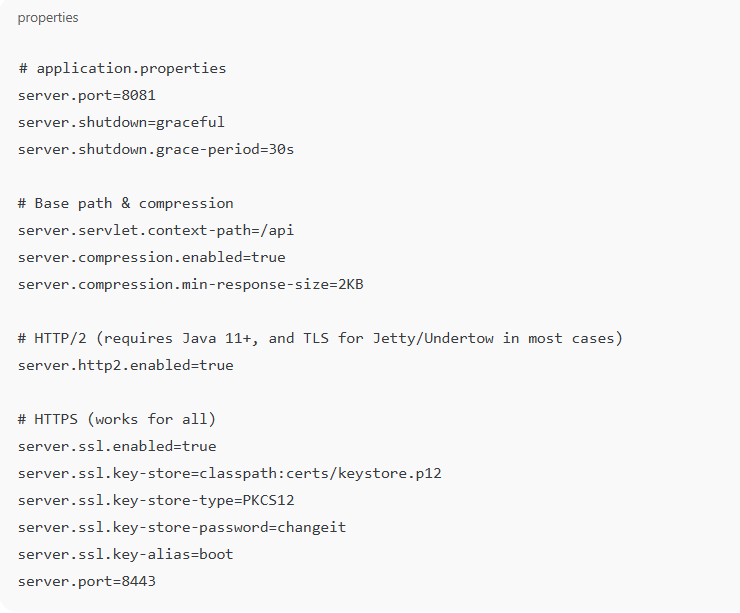 properties
# application.properties
server.port=8081
server.shutdown=graceful
server.shutdown.grace-period=30s
# Base path & compression
server.servlet.context-path=/api
server.compression.enabled=true
server.compression.min-response-size=2KB
# HTTP/2 (requires Java 11+, and TLS for Jetty/Undertow in most cases)
server.http2.enabled=true
# HTTPS (works for all)
server.ssl.enabled=true
server.ssl.key-store=classpath:certs/keystore.p12
server.ssl.key-store-type=PKCS12
server.ssl.key-store-password=changeit
server.ssl.key-alias=boot
server.port=8443